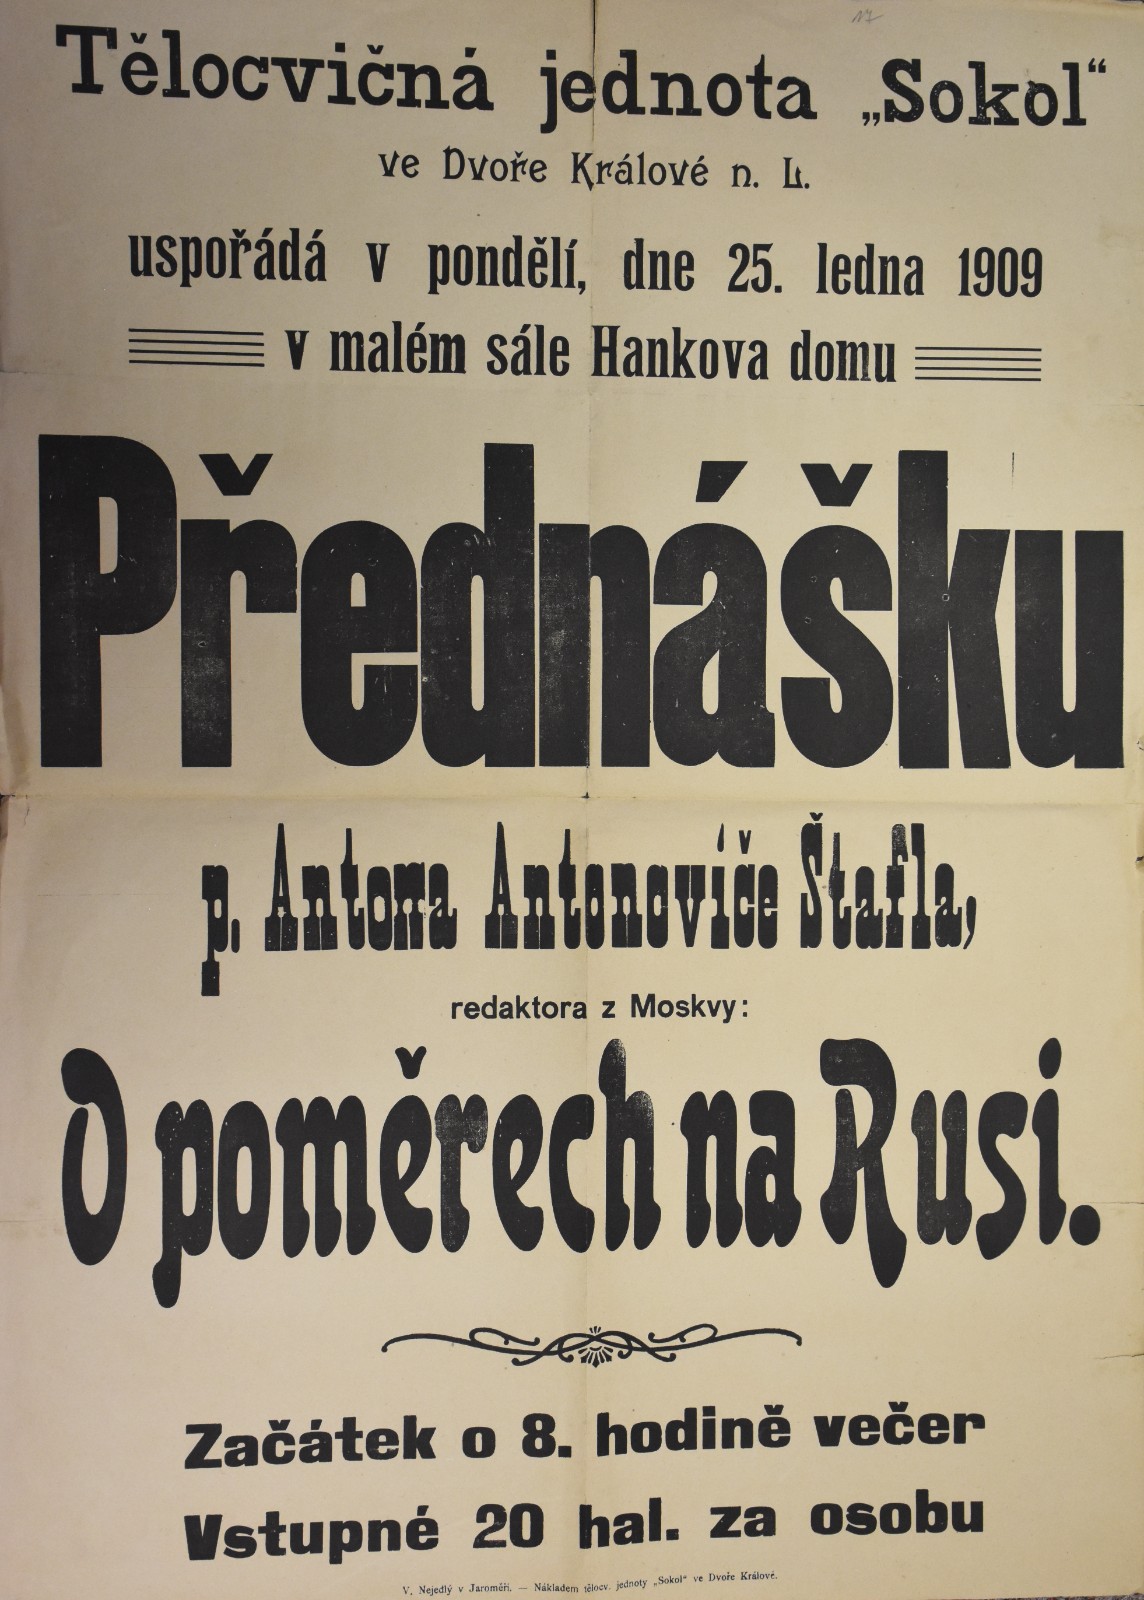 17
Tělocvičná jednota „Sokol“
ve Dvoře Králové n. L.
uspořádá v pondělí, dne 25. ledna 1909
v malém sále Hankova domu
Přednášku
p. Antona Antonovíče Štafla,
redaktora z Moskvy:
O poměrech na Rusi.
Začátek o 8. hodině večer
Vstupné 20 hal. za osobu
V. Nejedlý v Jaroměři. — Nákladem tělocv. jednoty „Sokol“ ve Dvoře Králové.